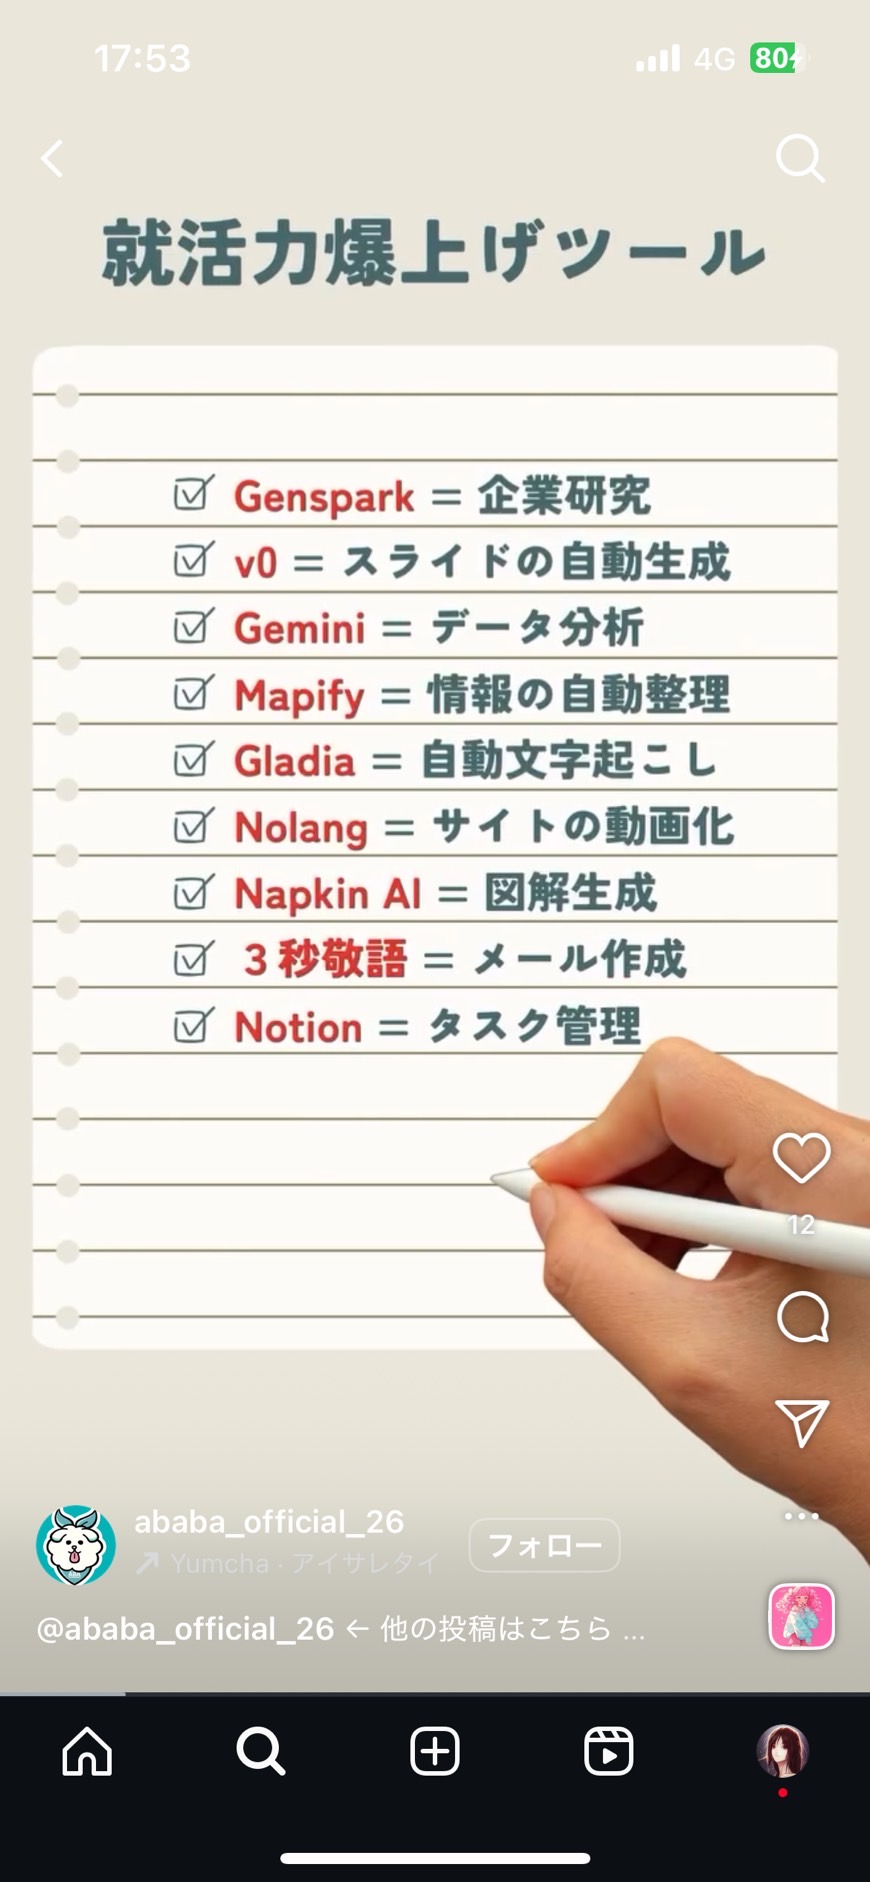 17:53 4G 80
就活力爆上げツール
Genspark = 企業研究
v0 = スライドの自動生成
Gemini = データ分析
Mapify = 情報の自動整理
Gladia = 自動文字起こし
Nolang = サイトの動画化
Napkin AI = 図解生成
3秒敬語 = メール作成
Notion = タスク管理
12
ababa_official_26
Yumcha · アイサレタイ
フォロー
@ababa_official_26 ← 他の投稿はこちら ...